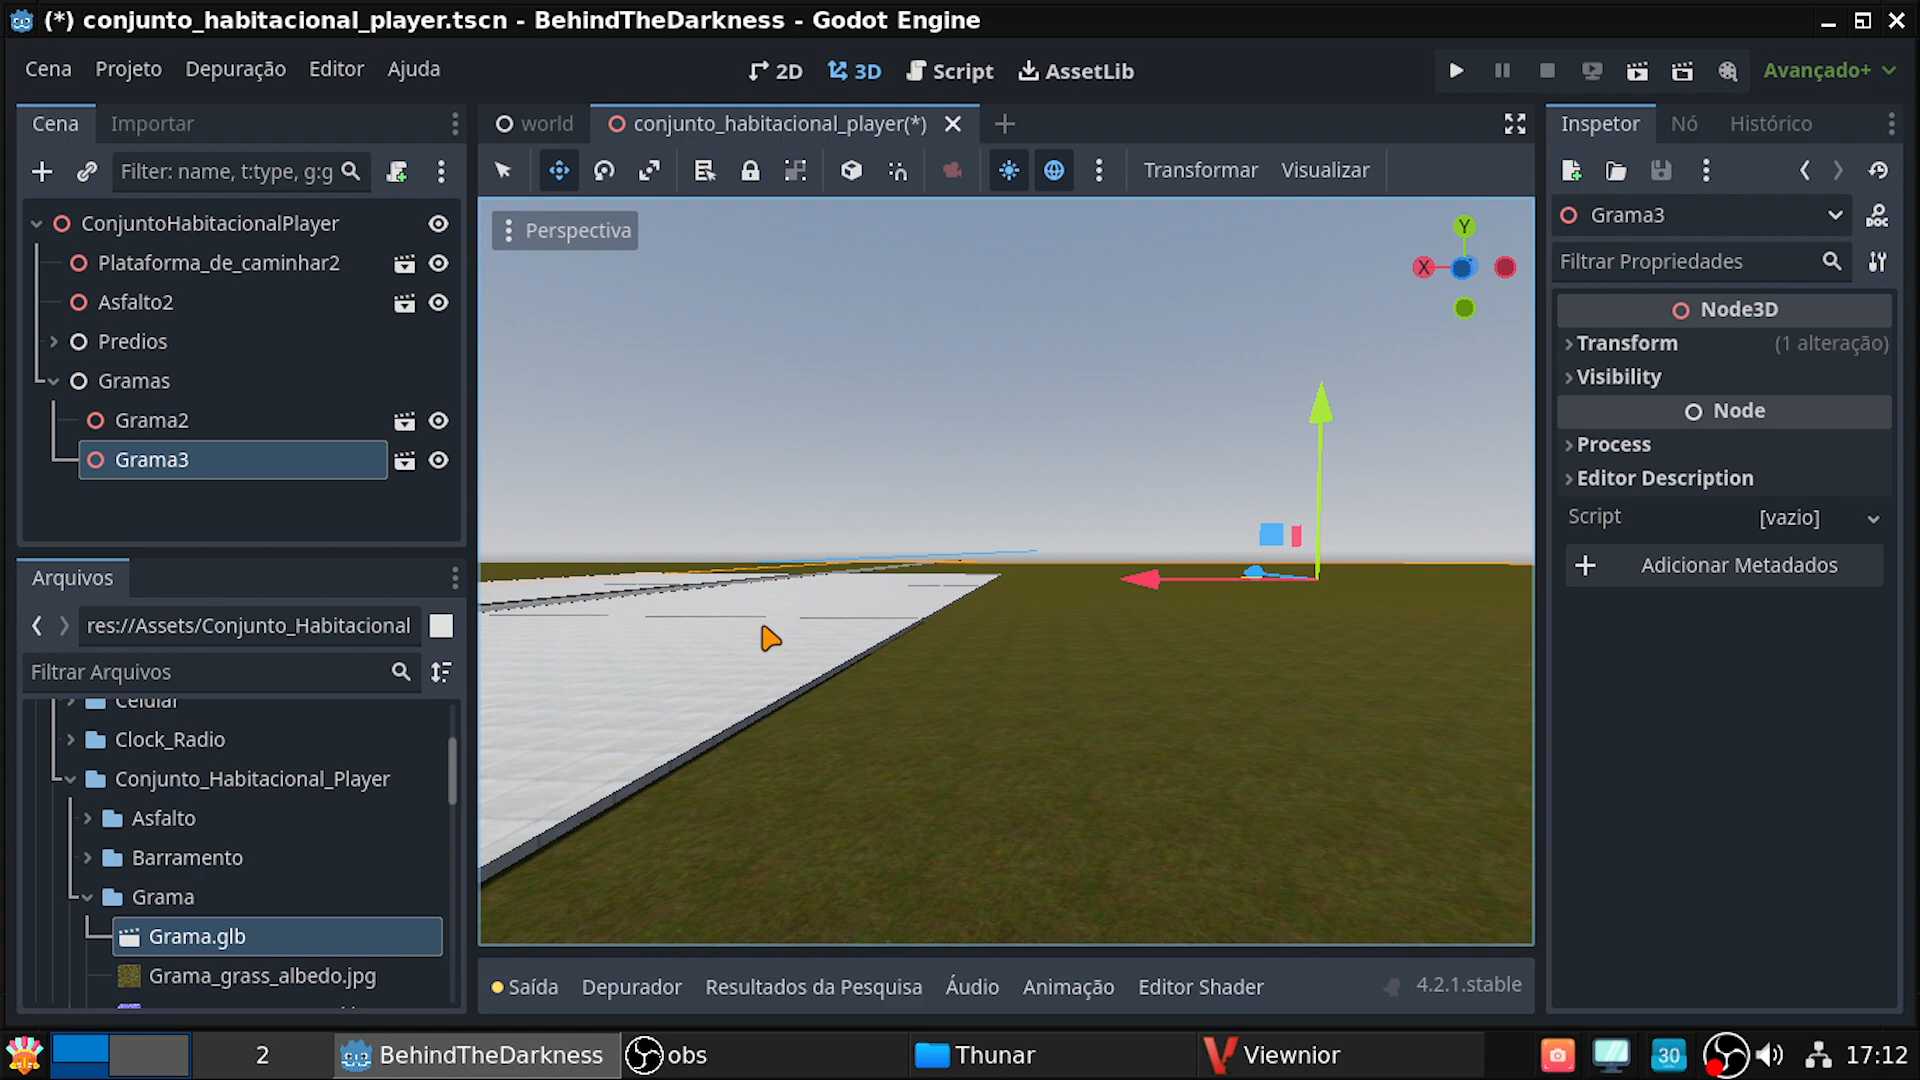 (*) conjunto_habitacional_player.tscn - BehindTheDarkness - Godot Engine
Cena Projeto Depuração Editor Ajuda
2D 3D Script AssetLib
Avançado+
Cena Importar
Filter: name, t:type, g:g
ConjuntoHabitacionalPlayer
Plataforma_de_caminhar2
Asfalto2
Predios
Gramas
Grama2
Grama3
Arquivos
res://Assets/Conjunto_Habitacional
Filtrar Arquivos
Celular
Clock_Radio
Conjunto_Habitacional_Player
Asfalto
Barramento
Grama
Grama.glb
Grama_grass_albedo.jpg
world conjunto_habitacional_player(*)
Transformar Visualizar
Perspectiva
Y
X
Saída Depurador Resultados da Pesquisa Áudio Animação Editor Shader 4.2.1.stable
Inspetor Nó Histórico
Grama3
DOC
Filtrar Propriedades
Node3D
Transform (1 alteração)
Visibility
Node
Process
Editor Description
Script [vazio]
Adicionar Metadados
2 BehindTheDarkness obs Thunar Viewnior 30 17:12